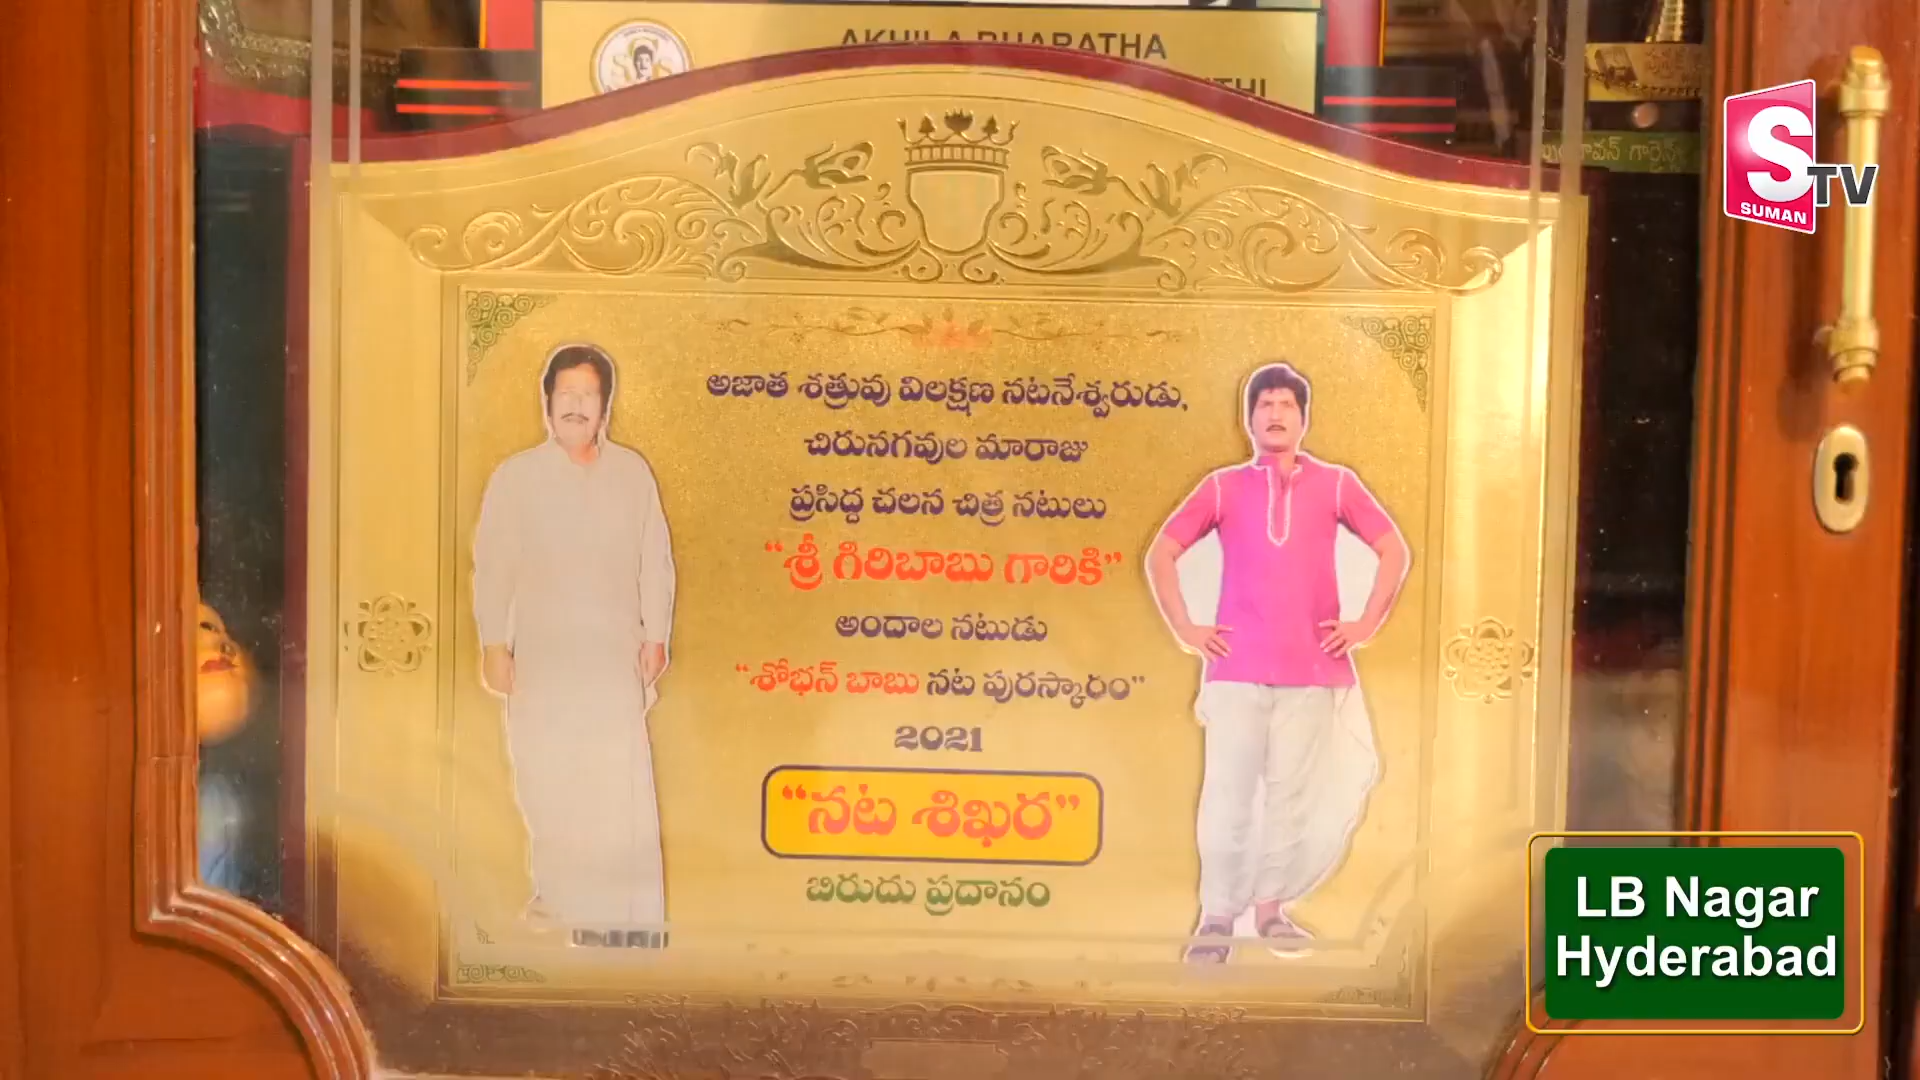 AKHILA BHARATHA
S
TV
SUMAN
అజాత శత్రువు విలక్షణ నటనేశ్వరుడు,
చిరునగవుల మారాజు
ప్రసిద్ద చలన చిత్ర నటులు
"శ్రీ గిరిబాబు గారికి"
అందాల నటుడు
"శోభన్ బాబు నట పురస్కారం"
2021
"నట శిఖర"
బిరుదు ప్రదానం
LB Nagar
Hyderabad